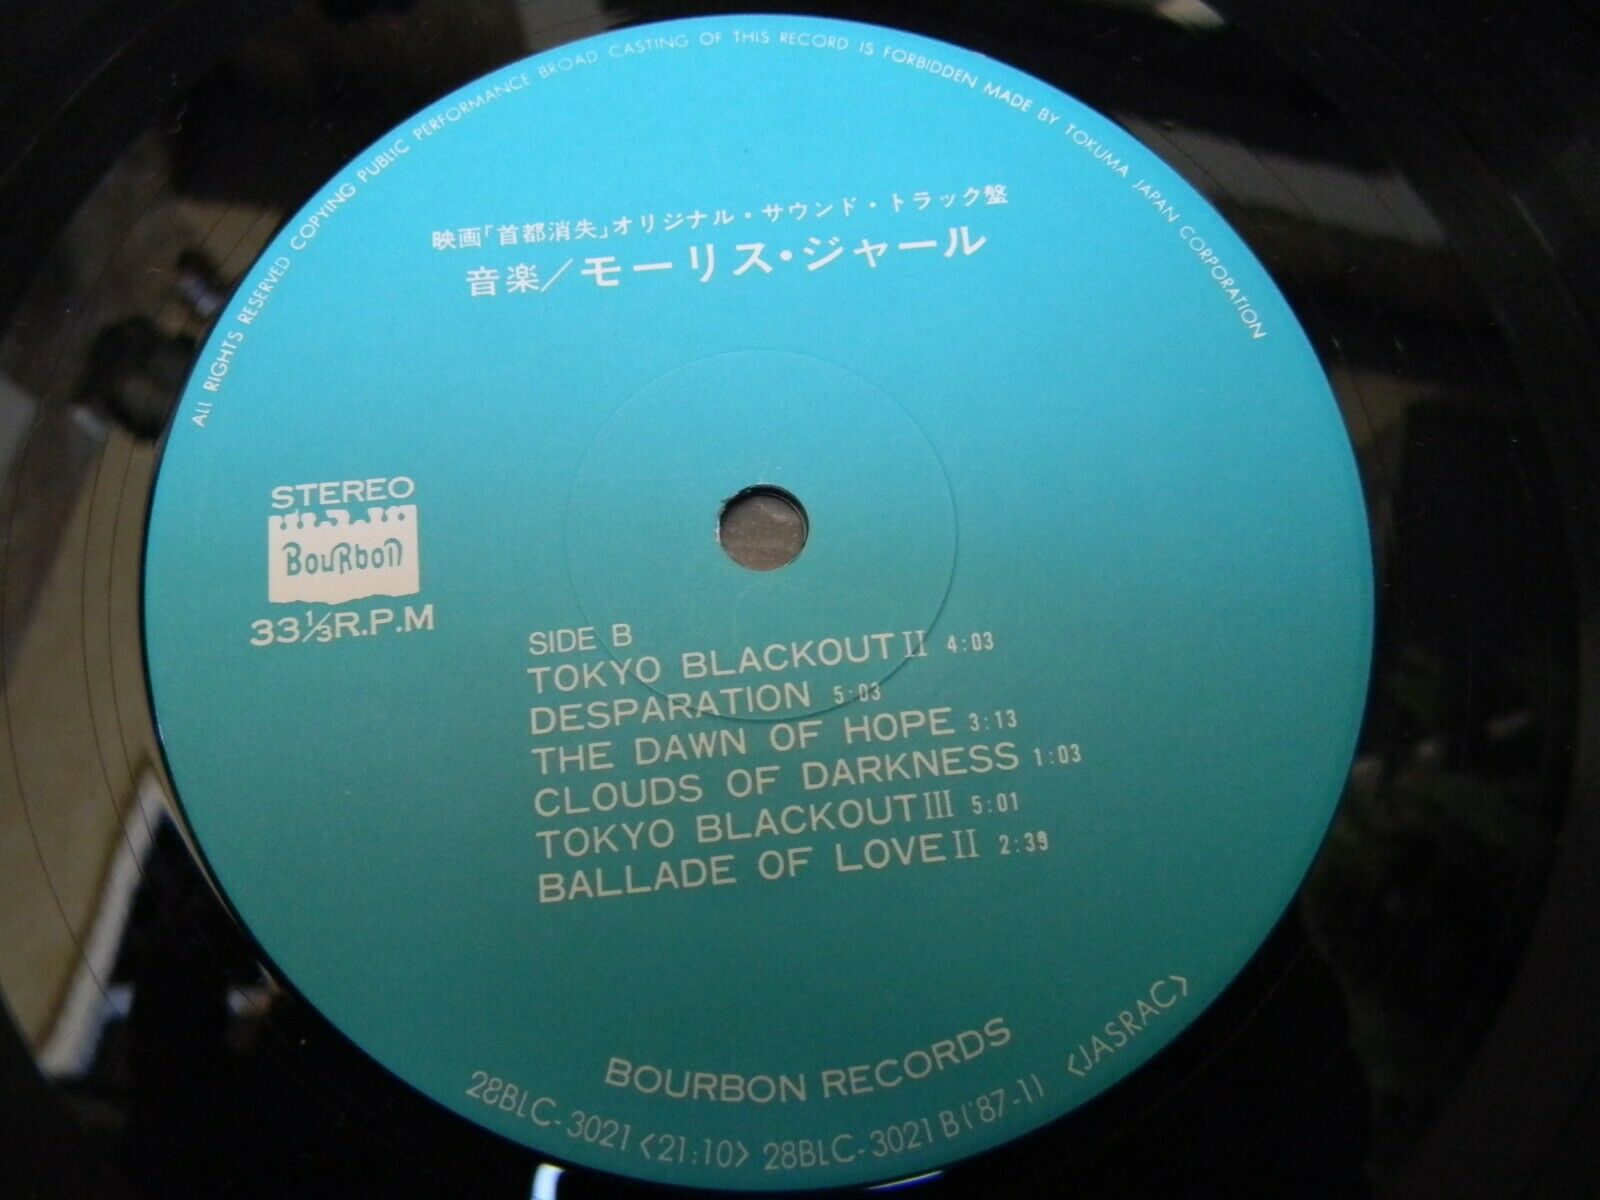 ALL RIGHTS RESERVED COPYING PUBLIC PERFORMANCE BROAD CASTING OF THIS RECORD IS FORBIDDEN MADE BY TOKUMA JAPAN CORPORATION
映画「首都消失」オリジナル・サウンド・トラック盤
音楽/モーリス・ジャール
STEREO
BouRbon
33⅓R.P.M
SIDE B
TOKYO BLACKOUT II 4:03
DESPARATION 5:03
THE DAWN OF HOPE 3:13
CLOUDS OF DARKNESS 1:03
TOKYO BLACKOUT III 5:01
BALLADE OF LOVE II 2:39
BOURBON RECORDS
28BLC-3021 <21:10> 28BLC-3021 B ('87-1) <JASRAC>